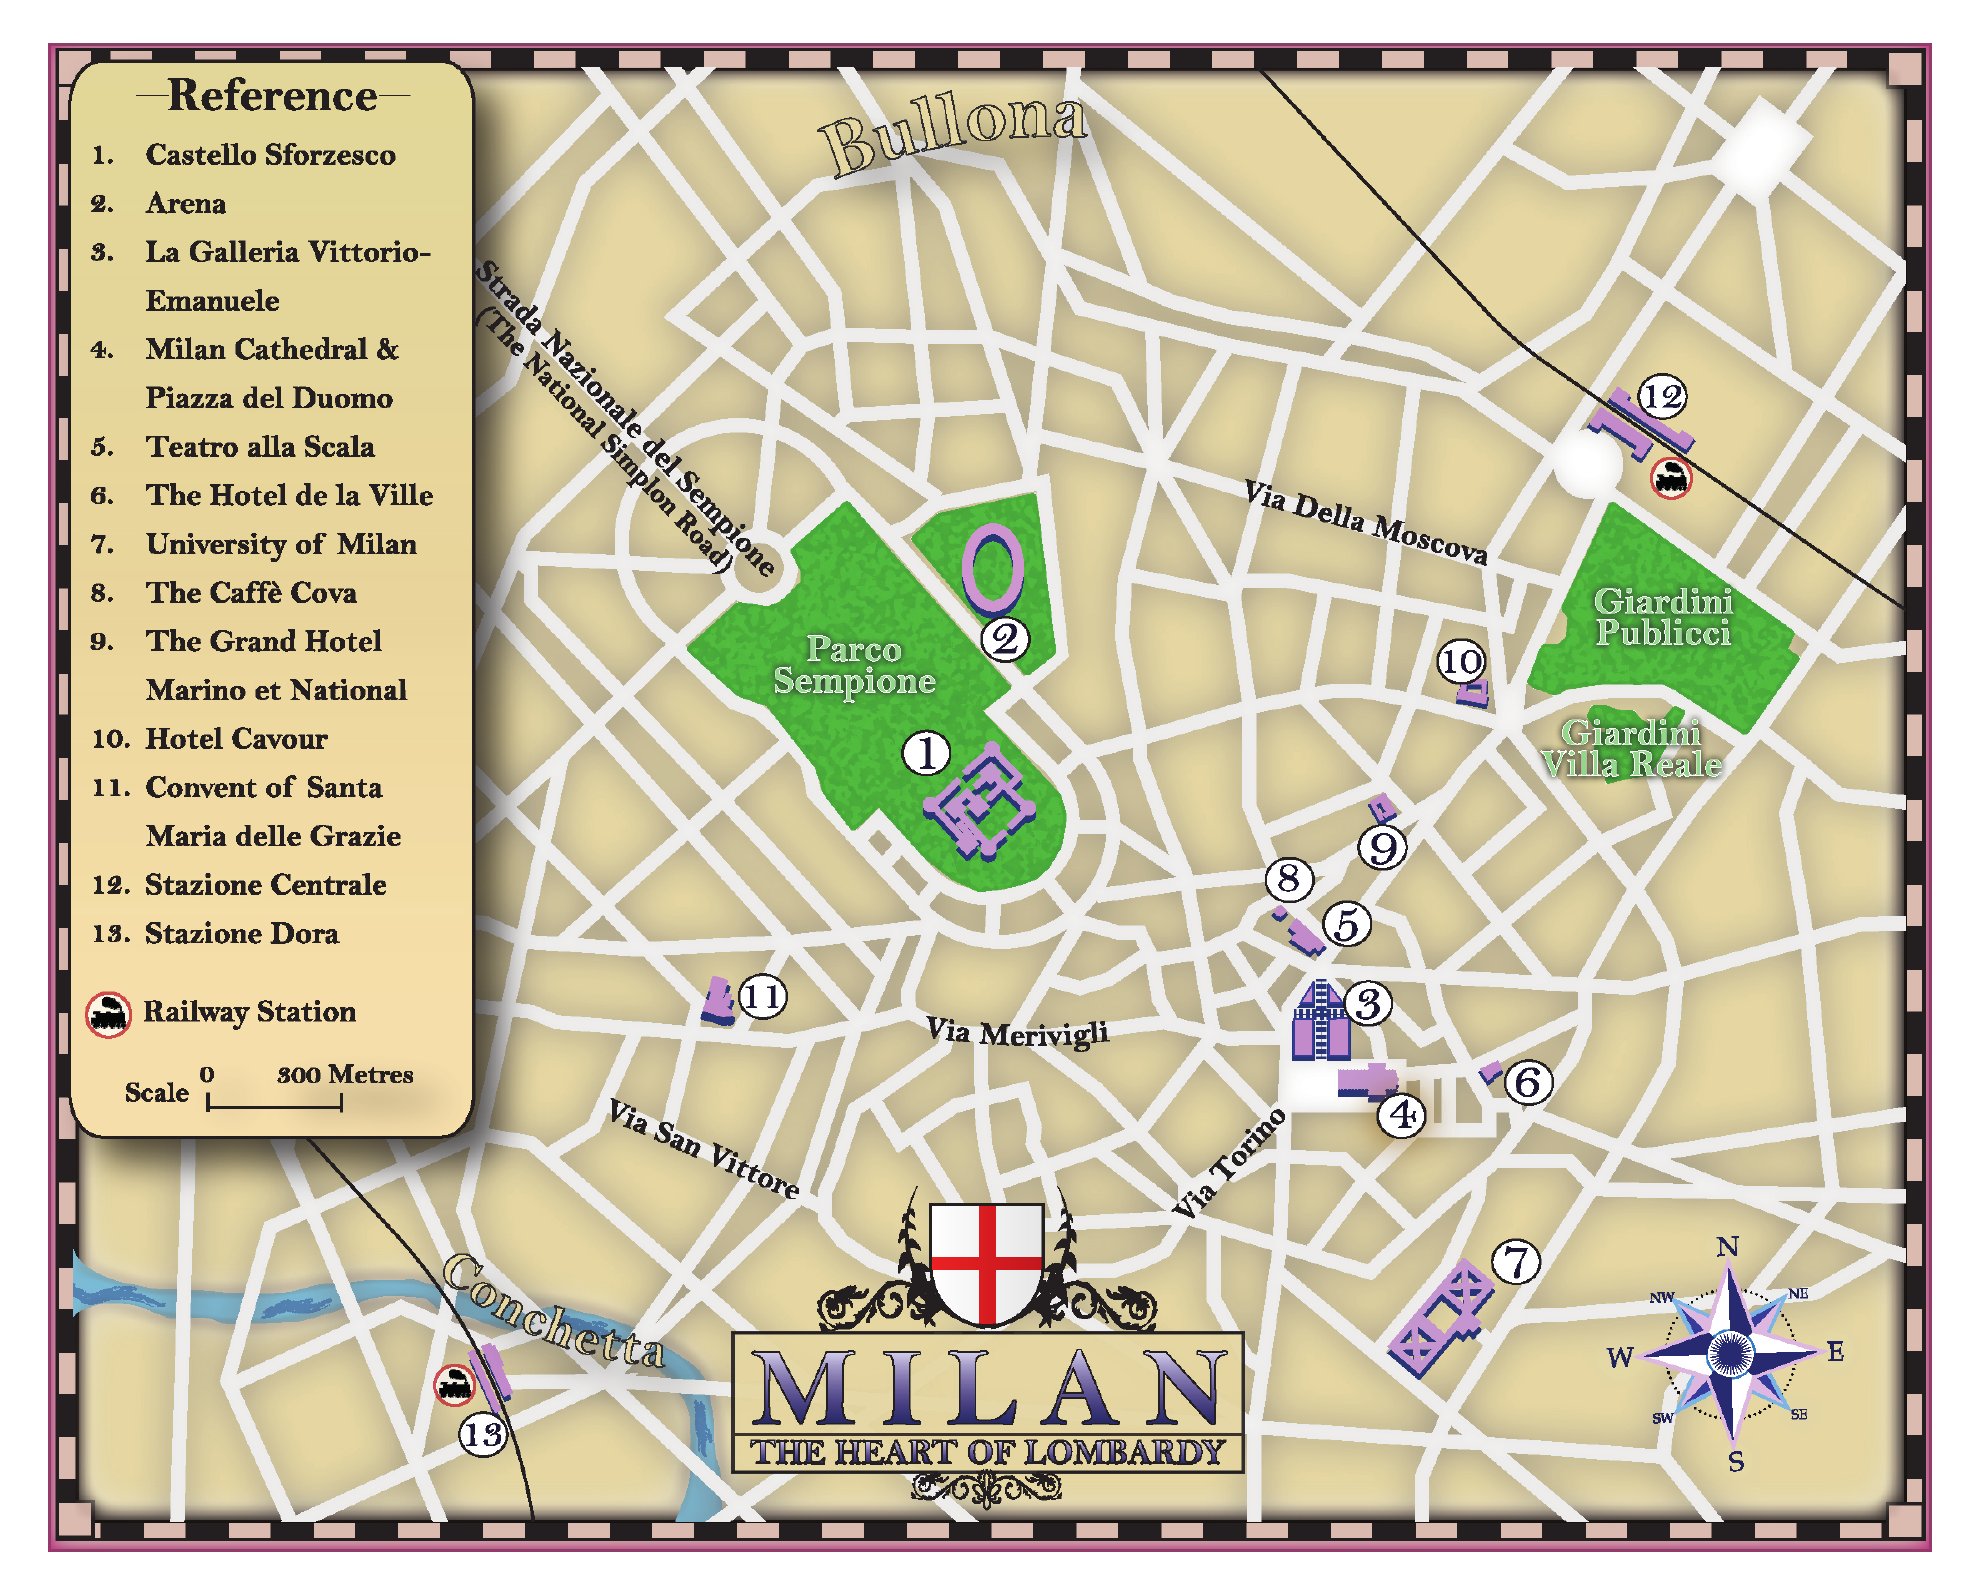 Reference
1. Castello Sforzesco
2. Arena
3. La Galleria Vittorio-
Emanuele
4. Milan Cathedral &
Piazza del Duomo
5. Teatro alla Scala
6. The Hotel de la Ville
7. University of Milan
8. The Caffè Cova
9. The Grand Hotel
Marino et National
10. Hotel Cavour
11. Convent of Santa
Maria delle Grazie
12. Stazione Centrale
13. Stazione Dora
Railway Station
Scale 0 300 Metres
Bullona
Strada Nazionale del Sempione
(The National Simplon Road)
12
Via Della Moscova
Giardini
Publicci
2
Parco
Sempione
10
Giardini
Villa Reale
1
9
8
5
11
3
Via Merivigli
6
4
Via San Vittore
Via Torino
7
Conchetta
13
N
NE
E
SE
S
SW
W
NW
MILAN
THE HEART OF LOMBARDY